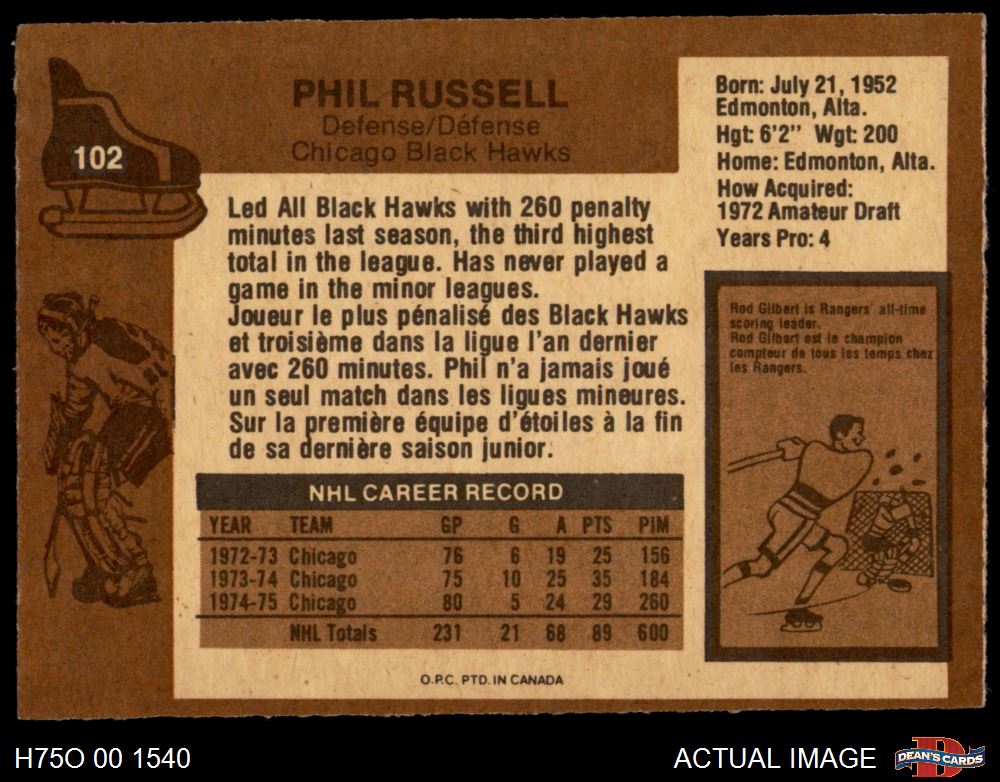 102
PHIL RUSSELL
Defense/Défense
Chicago Black Hawks
Born: July 21, 1952
Edmonton, Alta.
Hgt: 6'2" Wgt: 200
Home: Edmonton, Alta.
How Acquired:
1972 Amateur Draft
Years Pro: 4
Led All Black Hawks with 260 penalty
minutes last season, the third highest
total in the league. Has never played a
game in the minor leagues.
Joueur le plus pénalisé des Black Hawks
et troisième dans la ligue l'an dernier
avec 260 minutes. Phil n'a jamais joué
un seul match dans les ligues mineures.
Sur la première équipe d'étoiles à la fin
de sa dernière saison junior.
Rod Gilbert is Rangers' all-time
scoring leader.
Rod Gilbert est le champion
compteur de tous les temps chez
les Rangers.
NHL CAREER RECORD
YEAR TEAM GP G A PTS PIM
1972-73 Chicago 76 6 19 25 156
1973-74 Chicago 75 10 25 35 184
1974-75 Chicago 80 5 24 29 260
NHL Totals 231 21 68 89 600
O.P.C. PTD. IN CANADA
H75O 00 1540
ACTUAL IMAGE
D
DEAN'S CARDS